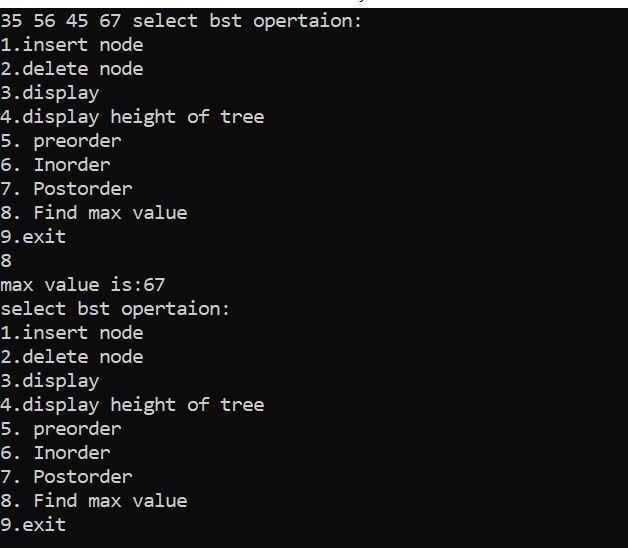 35 56 45 67 select bst opertaion:
1.insert node
2.delete node
3.display
4.display height of tree
5. preorder
6. Inorder
7. Postorder
8. Find max value
9.exit
8
max value is:67
select bst opertaion:
1.insert node
2.delete node
3.display
4.display height of tree
5. preorder
6. Inorder
7. Postorder
8. Find max value
9.exit